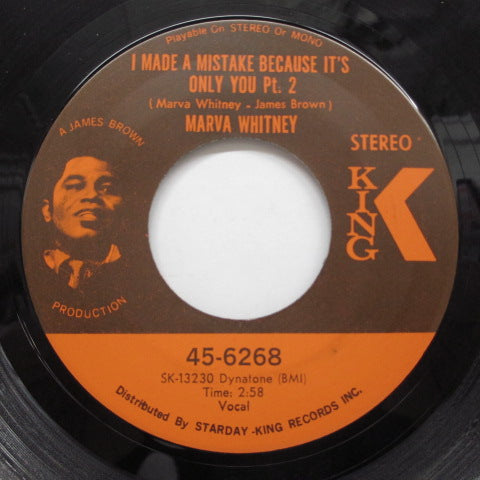 Playable on STEREO Or MONO
I MADE A MISTAKE BECAUSE IT'S
ONLY YOU Pt. 2
( Marva Whitney - James Brown )
MARVA WHITNEY
A JAMES BROWN
PRODUCTION
STEREO
KING
K
45-6268
SK-13230 Dynatone (BMI)
Time: 2:58
Vocal
Distributed By STARDAY-KING RECORDS INC.